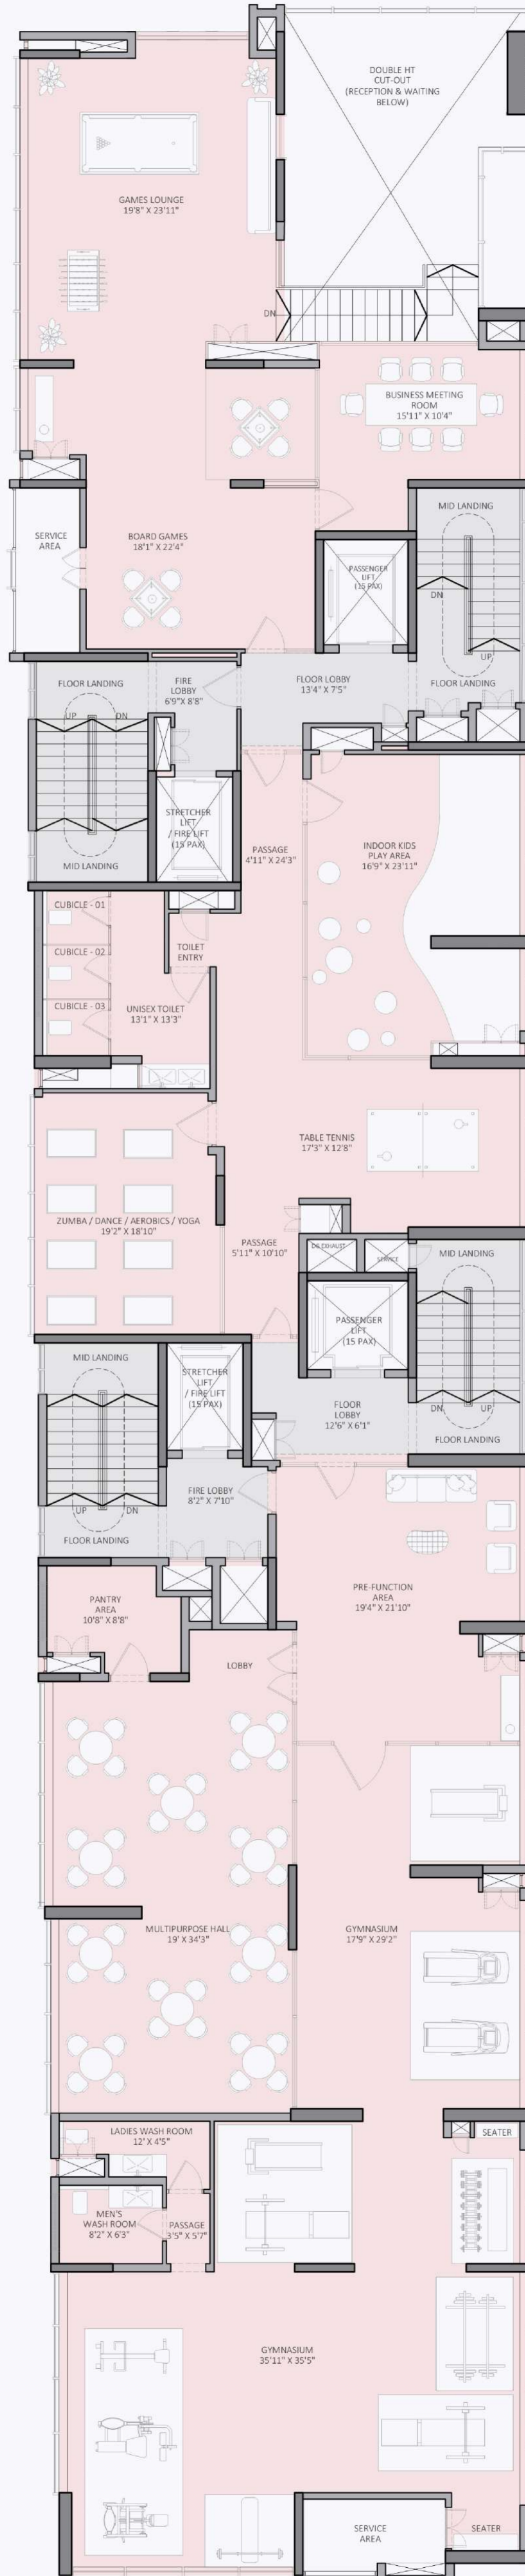 DOUBLE HT
CUT-OUT
(RECEPTION & WAITING
BELOW)
GAMES LOUNGE
19'8" X 23'11"
DN
BUSINESS MEETING
ROOM
15'11" X 10'4"
MID LANDING
SERVICE
AREA
BOARD GAMES
18'1" X 22'4"
PASSENGER
LIFT
(15 PAX)
DN
UP
FLOOR LANDING
FLOOR LANDING
FIRE
LOBBY
6'9"X 8'8"
FLOOR LOBBY
13'4" X 7'5"
UP
DN
STRETCHER
LIFT
/ FIRE LIFT
(15 PAX)
MID LANDING
PASSAGE
4'11" X 24'3"
INDOOR KIDS
PLAY AREA
16'9" X 23'11"
CUBICLE - 01
CUBICLE - 02
CUBICLE - 03
TOILET
ENTRY
UNISEX TOILET
13'1" X 13'3"
TABLE TENNIS
17'3" X 12'8"
ZUMBA / DANCE / AEROBICS / YOGA
19'2" X 18'10"
PASSAGE
5'11" X 10'10"
DG EXHAUST
SERVICE
MID LANDING
PASSENGER
LIFT
(15 PAX)
MID LANDING
STRETCHER
LIFT
/ FIRE LIFT
(15 PAX)
FLOOR
LOBBY
12'6" X 6'1"
DN
UP
FLOOR LANDING
FIRE LOBBY
8'2" X 7'10"
UP
DN
FLOOR LANDING
PANTRY
AREA
10'8" X 8'8"
PRE-FUNCTION
AREA
19'4" X 21'10"
LOBBY
MULTIPURPOSE HALL
19' X 34'3"
GYMNASIUM
17'9" X 29'2"
LADIES WASH ROOM
12' X 4'5"
SEATER
MEN'S
WASH ROOM
8'2" X 6'3"
PASSAGE
3'5" X 5'7"
GYMNASIUM
35'11" X 35'5"
SERVICE
AREA
SEATER